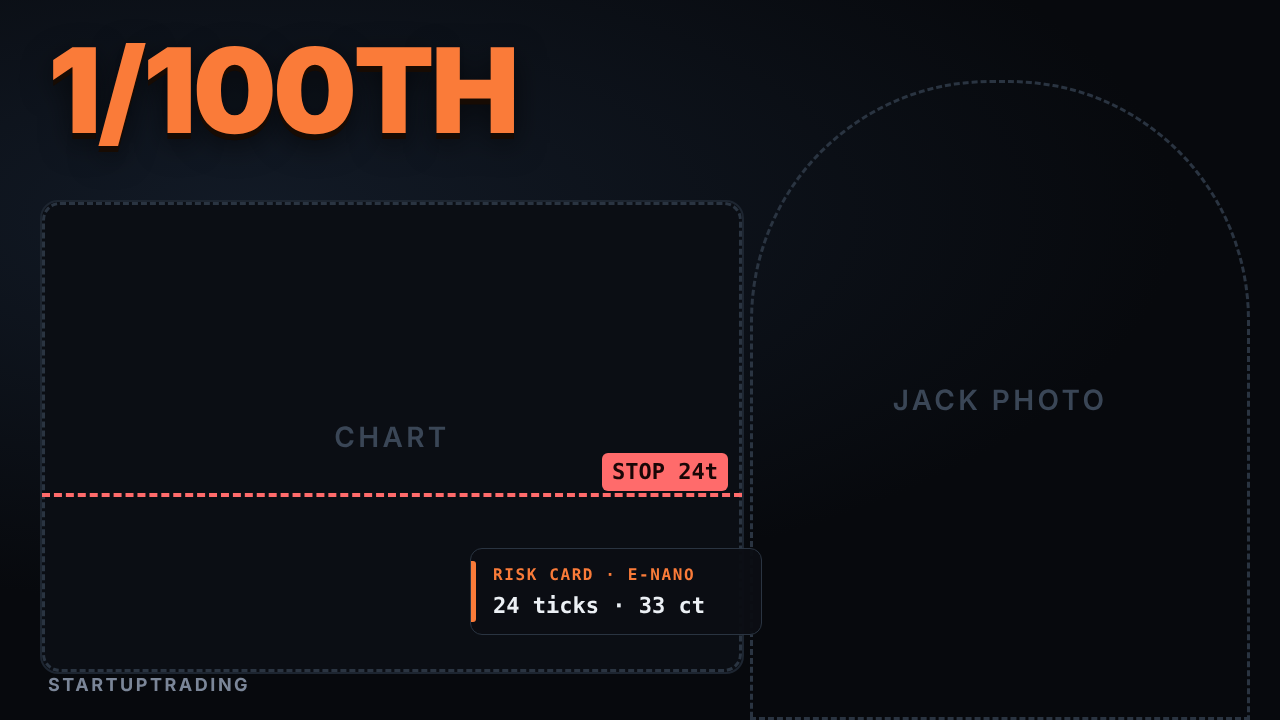 1/100TH
CHART
STOP 24t
JACK PHOTO
RISK CARD · E-NANO
24 ticks · 33 ct
STARTUPTRADING